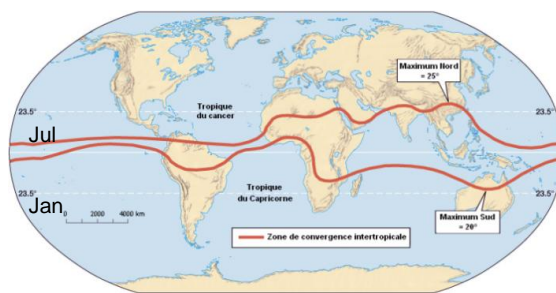 Maximum Nord
= 25°
23.5°
23.5°
Tropique
du cancer
Jul
Tropique
du Capricorne
23.5°
23.5°
Jan
0 2000 4000 km
Maximum Sud
= 20°
Zone de convergence intertropicale